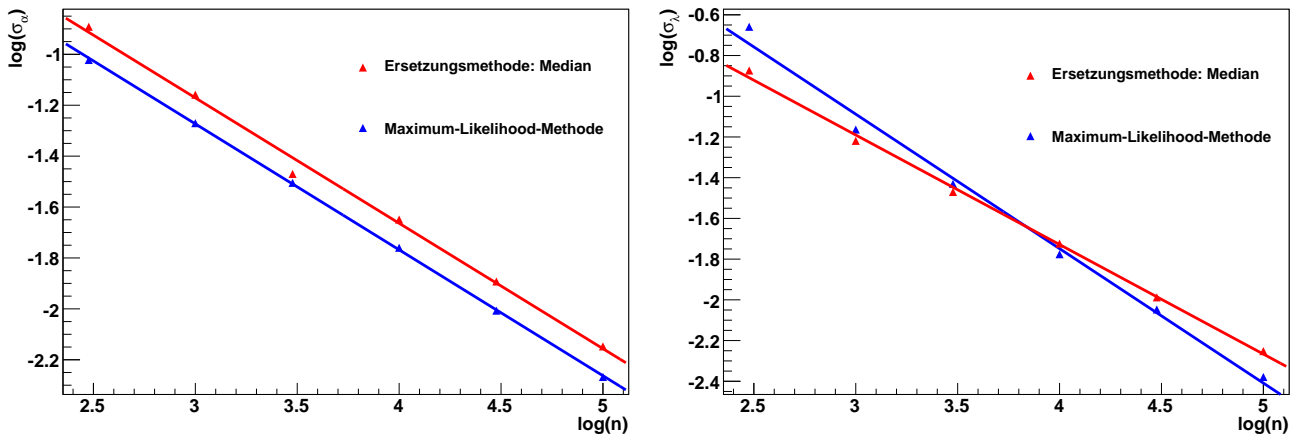 log(σα)
-1
-1.2
-1.4
-1.6
-1.8
-2
-2.2
2.5 3 3.5 4 4.5 5
log(n)
Ersetzungsmethode: Median
Maximum-Likelihood-Methode
log(σλ)
-0.6
-0.8
-1
-1.2
-1.4
-1.6
-1.8
-2
-2.2
-2.4
2.5 3 3.5 4 4.5 5
log(n)
Ersetzungsmethode: Median
Maximum-Likelihood-Methode